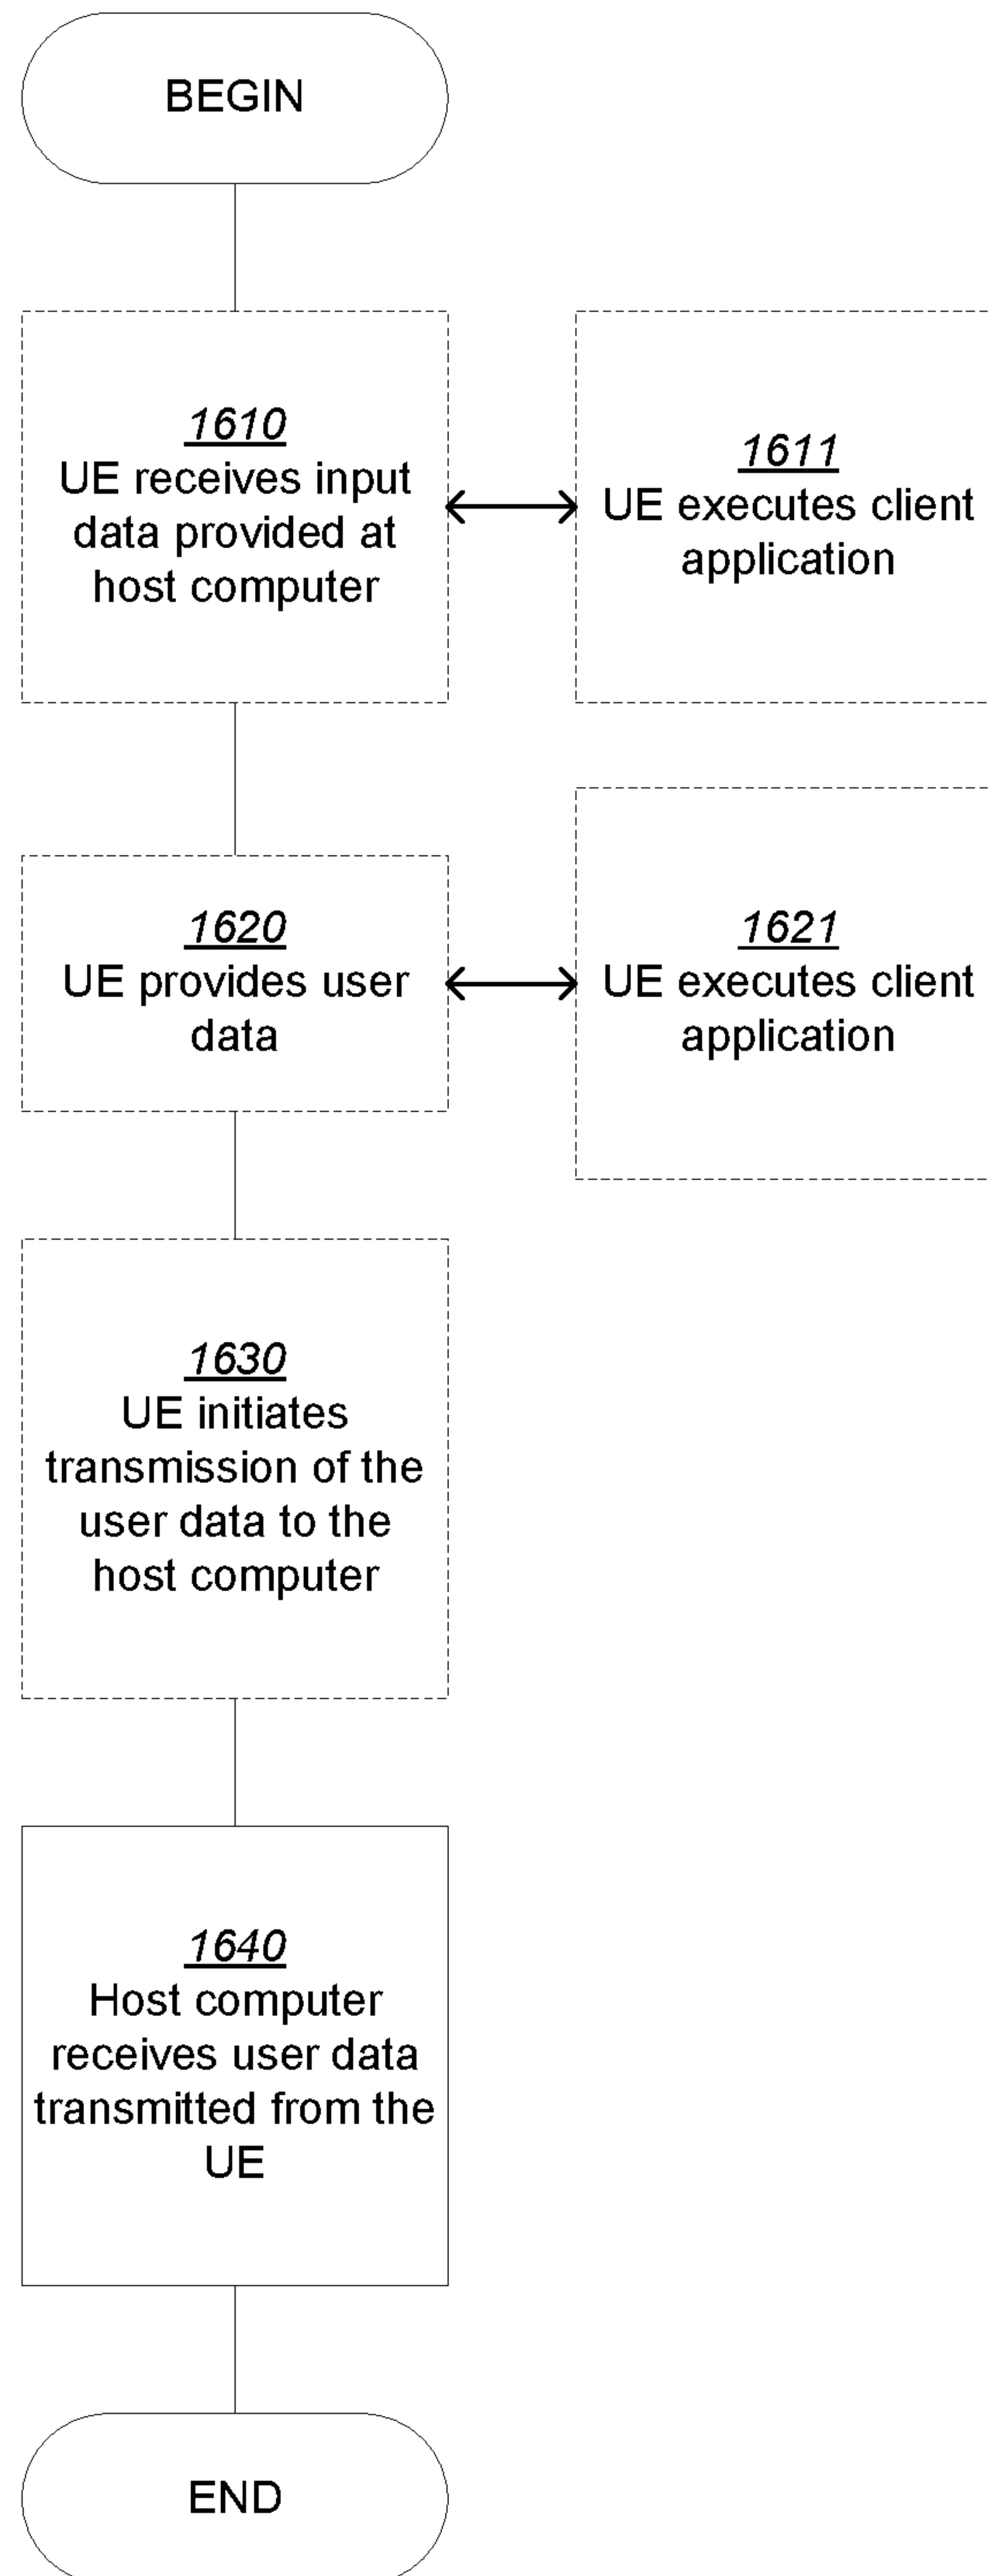 BEGIN
1610
UE receives input
data provided at
host computer
1611
UE executes client
application
1620
UE provides user
data
1621
UE executes client
application
1630
UE initiates
transmission of the
user data to the
host computer
1640
Host computer
receives user data
transmitted from the
UE
END